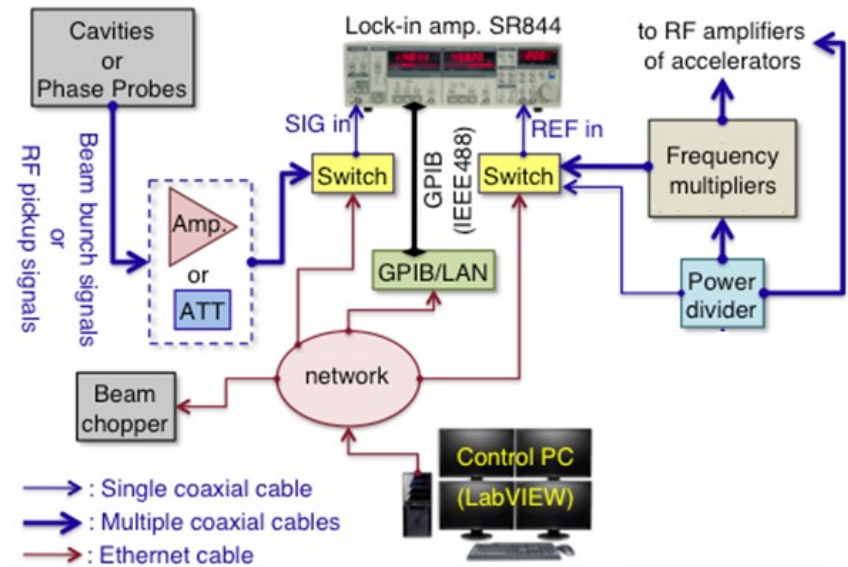 Cavities
or
Phase Probes
Lock-in amp. SR844
to RF amplifiers
of accelerators
SIG in
REF in
Beam bunch signals
or
RF pickup signals
Switch
GPIB
(IEEE488)
Switch
Frequency
multipliers
Amp.
or
ATT
GPIB/LAN
Power
divider
network
Beam
chopper
Control PC
(LabVIEW)
: Single coaxial cable
: Multiple coaxial cables
: Ethernet cable